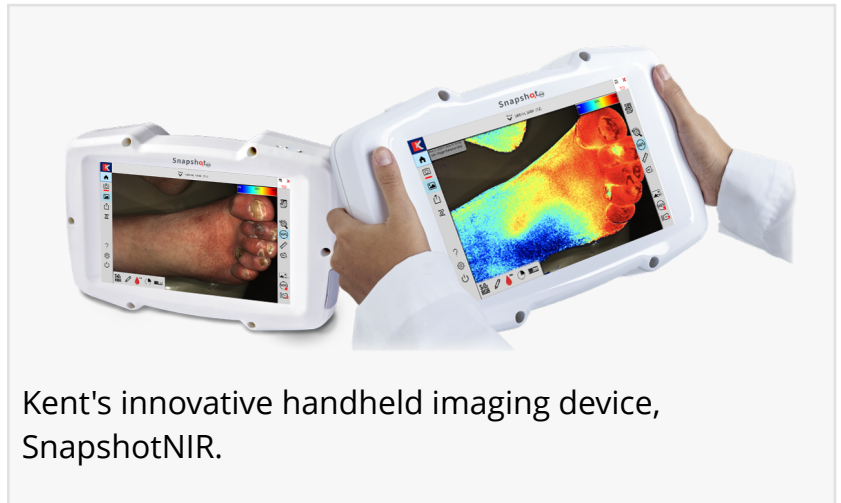 Snapshot
Snapshot
Kent's innovative handheld imaging device,
SnapshotNIR.